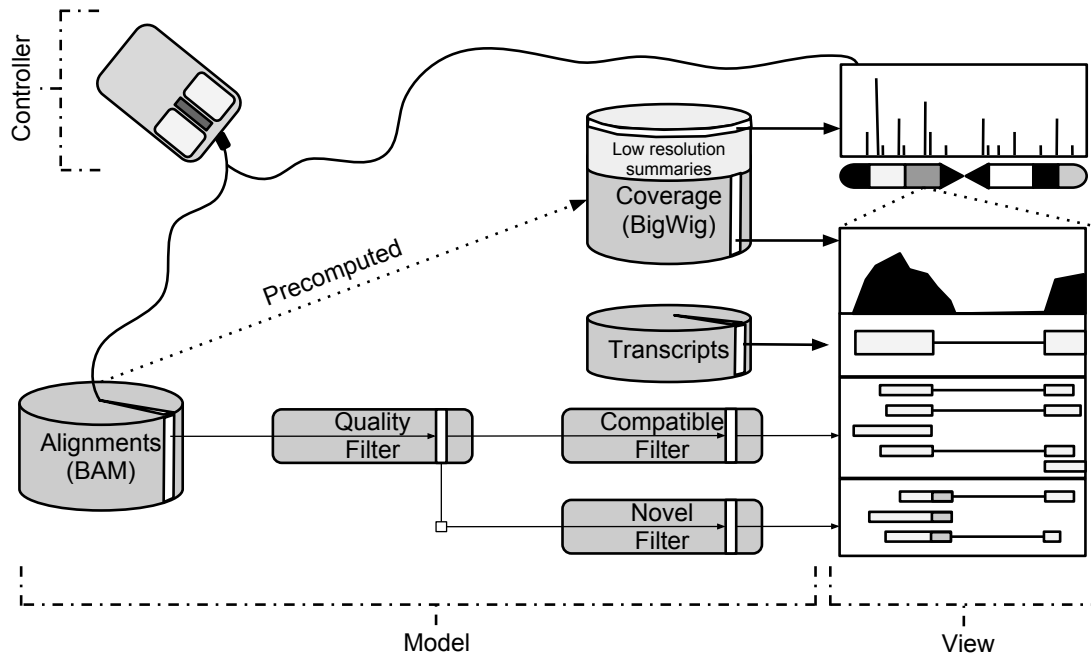 Controller
Low resolution
summaries
Coverage
(BigWig)
Precomputed
Transcripts
Alignments
(BAM)
Quality
Filter
Compatible
Filter
Novel
Filter
Model
View